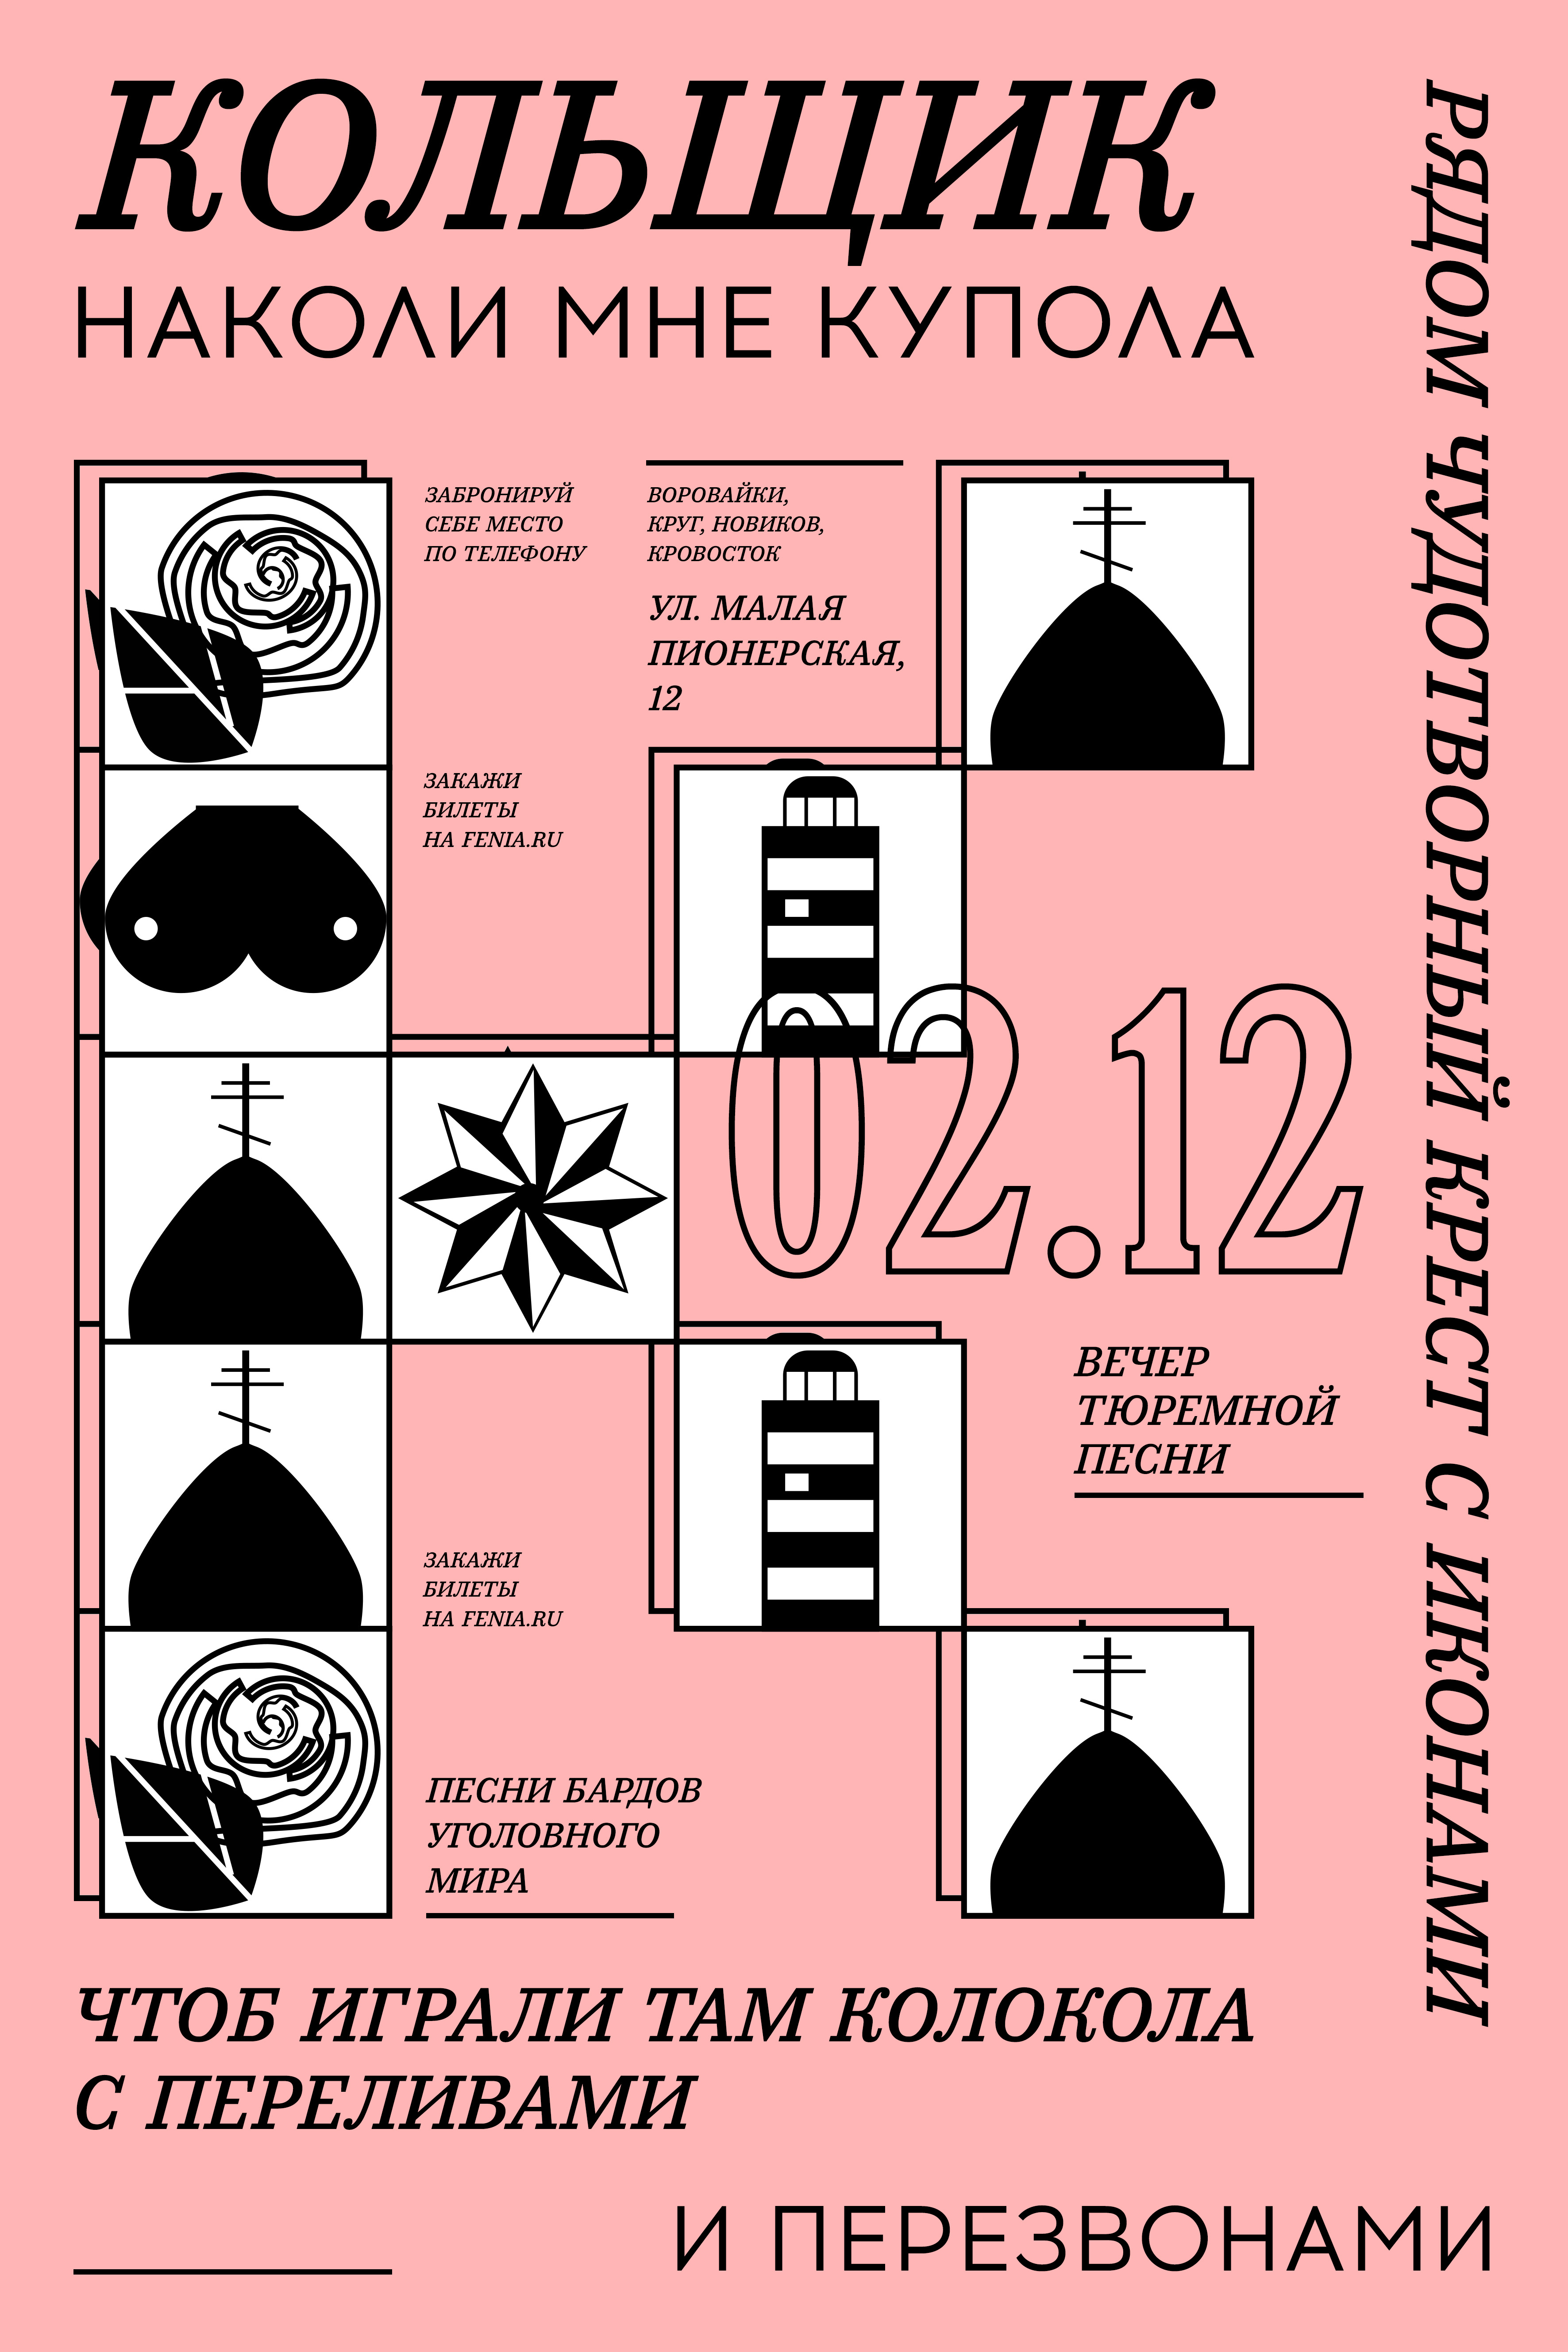 КОЛЬЩИК
НАКОЛИ МНЕ КУПОЛА
РЯДОМ ЧУДОТВОРНЫЙ КРЕСТ С ИКОНАМИ
ЗАБРОНИРУЙ
СЕБЕ МЕСТО
ПО ТЕЛЕФОНУ
ВОРОВАЙКИ,
КРУГ, НОВИКОВ,
КРОВОСТОК
УЛ. МАЛАЯ
ПИОНЕРСКАЯ,
12
ЗАКАЖИ
БИЛЕТЫ
НА FENIA.RU
02.12
ВЕЧЕР
ТЮРЕМНОЙ
ПЕСНИ
ЗАКАЖИ
БИЛЕТЫ
НА FENIA.RU
ПЕСНИ БАРДОВ
УГОЛОВНОГО
МИРА
ЧТОБ ИГРАЛИ ТАМ КОЛОКОЛА
С ПЕРЕЛИВАМИ
И ПЕРЕЗВОНАМИ